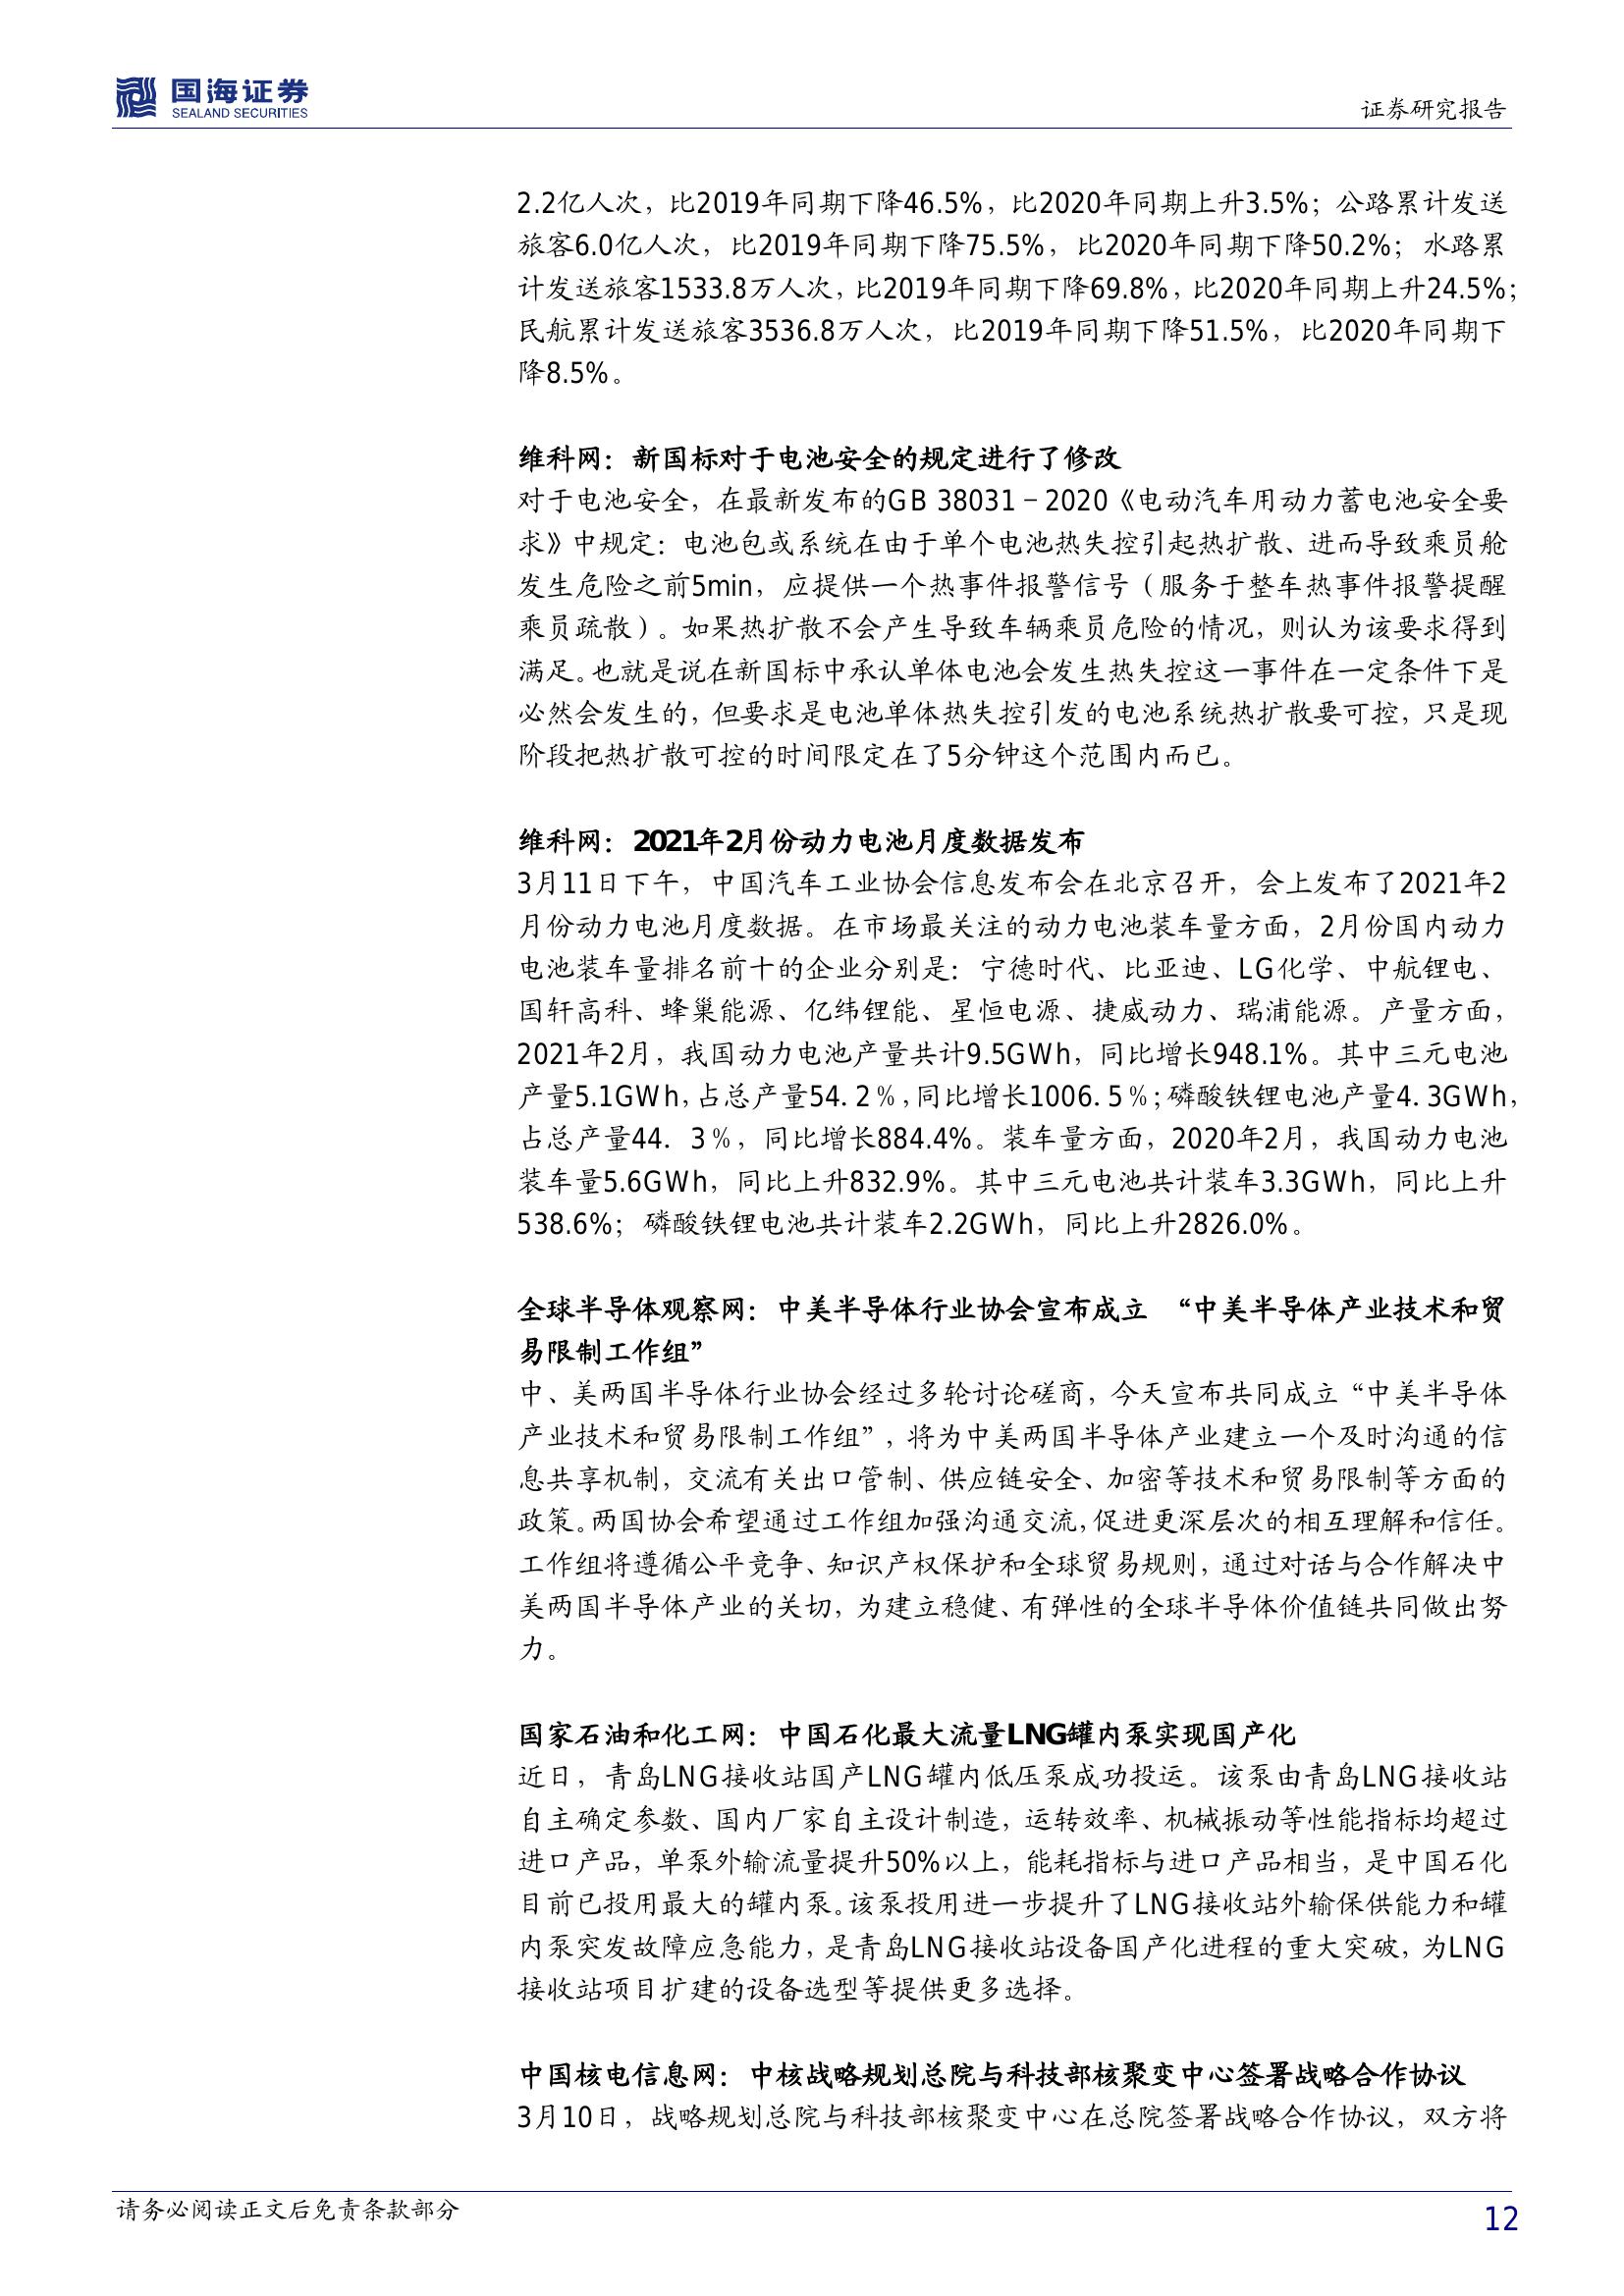 国海证券
SEALAND SECURITIES
证券研究报告
2.2亿人次，比2019年同期下降46.5%，比2020年同期上升3.5%；公路累计发送
旅客6.0亿人次，比2019年同期下降75.5%，比2020年同期下降50.2%；水路累
计发送旅客1533.8万人次，比2019年同期下降69.8%，比2020年同期上升24.5%；
民航累计发送旅客3536.8万人次，比2019年同期下降51.5%，比2020年同期下
降8.5%。
维科网：新国标对于电池安全的规定进行了修改
对于电池安全，在最新发布的GB 38031－2020《电动汽车用动力蓄电池安全要
求》中规定：电池包或系统在由于单个电池热失控引起热扩散、进而导致乘员舱
发生危险之前5min，应提供一个热事件报警信号（服务于整车热事件报警提醒
乘员疏散）。如果热扩散不会产生导致车辆乘员危险的情况，则认为该要求得到
满足。也就是说在新国标中承认单体电池会发生热失控这一事件在一定条件下是
必然会发生的，但要求是电池单体热失控引发的电池系统热扩散要可控，只是现
阶段把热扩散可控的时间限定在了5分钟这个范围内而已。
维科网：2021年2月份动力电池月度数据发布
3月11日下午，中国汽车工业协会信息发布会在北京召开，会上发布了2021年2
月份动力电池月度数据。在市场最关注的动力电池装车量方面，2月份国内动力
电池装车量排名前十的企业分别是：宁德时代、比亚迪、LG化学、中航锂电、
国轩高科、蜂巢能源、亿纬锂能、星恒电源、捷威动力、瑞浦能源。产量方面，
2021年2月，我国动力电池产量共计9.5GWh，同比增长948.1%。其中三元电池
产量5.1GWh，占总产量54. 2％，同比增长1006. 5％；磷酸铁锂电池产量4. 3GWh，
占总产量44. 3％，同比增长884.4%。装车量方面，2020年2月，我国动力电池
装车量5.6GWh，同比上升832.9%。其中三元电池共计装车3.3GWh，同比上升
538.6%；磷酸铁锂电池共计装车2.2GWh，同比上升2826.0%。
全球半导体观察网：中美半导体行业协会宣布成立 “中美半导体产业技术和贸
易限制工作组”
中、美两国半导体行业协会经过多轮讨论磋商，今天宣布共同成立“中美半导体
产业技术和贸易限制工作组”，将为中美两国半导体产业建立一个及时沟通的信
息共享机制，交流有关出口管制、供应链安全、加密等技术和贸易限制等方面的
政策。两国协会希望通过工作组加强沟通交流，促进更深层次的相互理解和信任。
工作组将遵循公平竞争、知识产权保护和全球贸易规则，通过对话与合作解决中
美两国半导体产业的关切，为建立稳健、有弹性的全球半导体价值链共同做出努
力。
国家石油和化工网：中国石化最大流量LNG罐内泵实现国产化
近日，青岛LNG接收站国产LNG罐内低压泵成功投运。该泵由青岛LNG接收站
自主确定参数、国内厂家自主设计制造，运转效率、机械振动等性能指标均超过
进口产品，单泵外输流量提升50%以上，能耗指标与进口产品相当，是中国石化
目前已投用最大的罐内泵。该泵投用进一步提升了LNG接收站外输保供能力和罐
内泵突发故障应急能力，是青岛LNG接收站设备国产化进程的重大突破，为LNG
接收站项目扩建的设备选型等提供更多选择。
中国核电信息网：中核战略规划总院与科技部核聚变中心签署战略合作协议
3月10日，战略规划总院与科技部核聚变中心在总院签署战略合作协议，双方将
请务必阅读正文后免责条款部分
12